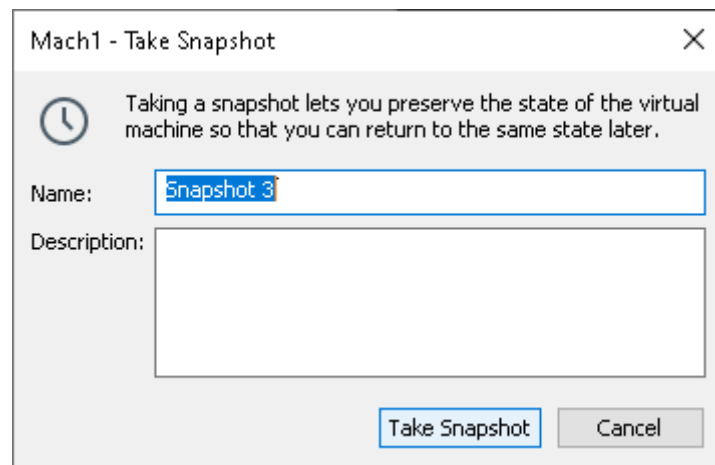 Mach1 - Take Snapshot
Taking a snapshot lets you preserve the state of the virtual
machine so that you can return to the same state later.
Name:
Snapshot 3
Description:
Take Snapshot
Cancel